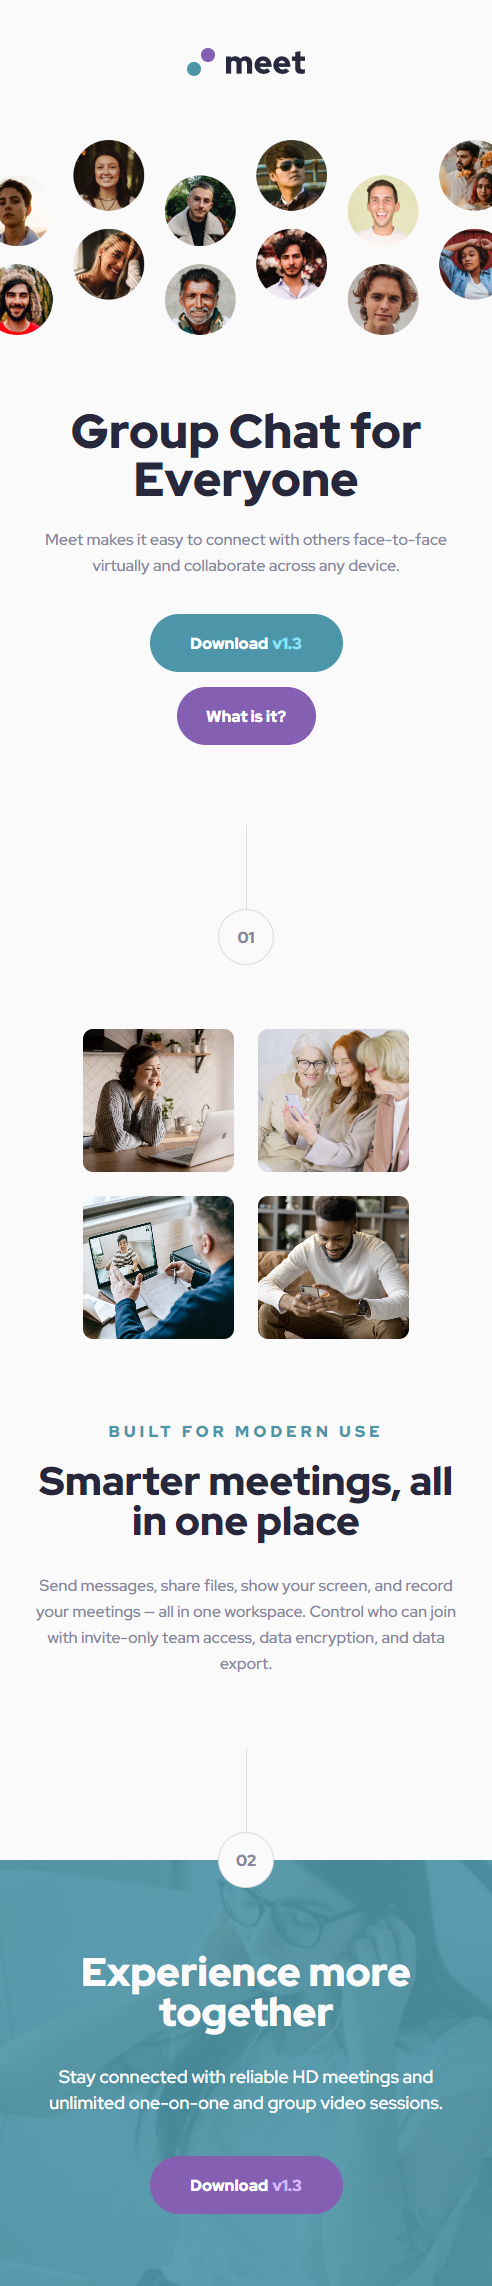 meet
Group Chat for
Everyone
Meet makes it easy to connect with others face-to-face
virtually and collaborate across any device.
Download v1.3
What is it?
01
BUILT FOR MODERN USE
Smarter meetings, all
in one place
Send messages, share files, show your screen, and record
your meetings — all in one workspace. Control who can join
with invite-only team access, data encryption, and data
export.
02
Experience more
together
Stay connected with reliable HD meetings and
unlimited one-on-one and group video sessions.
Download v1.3